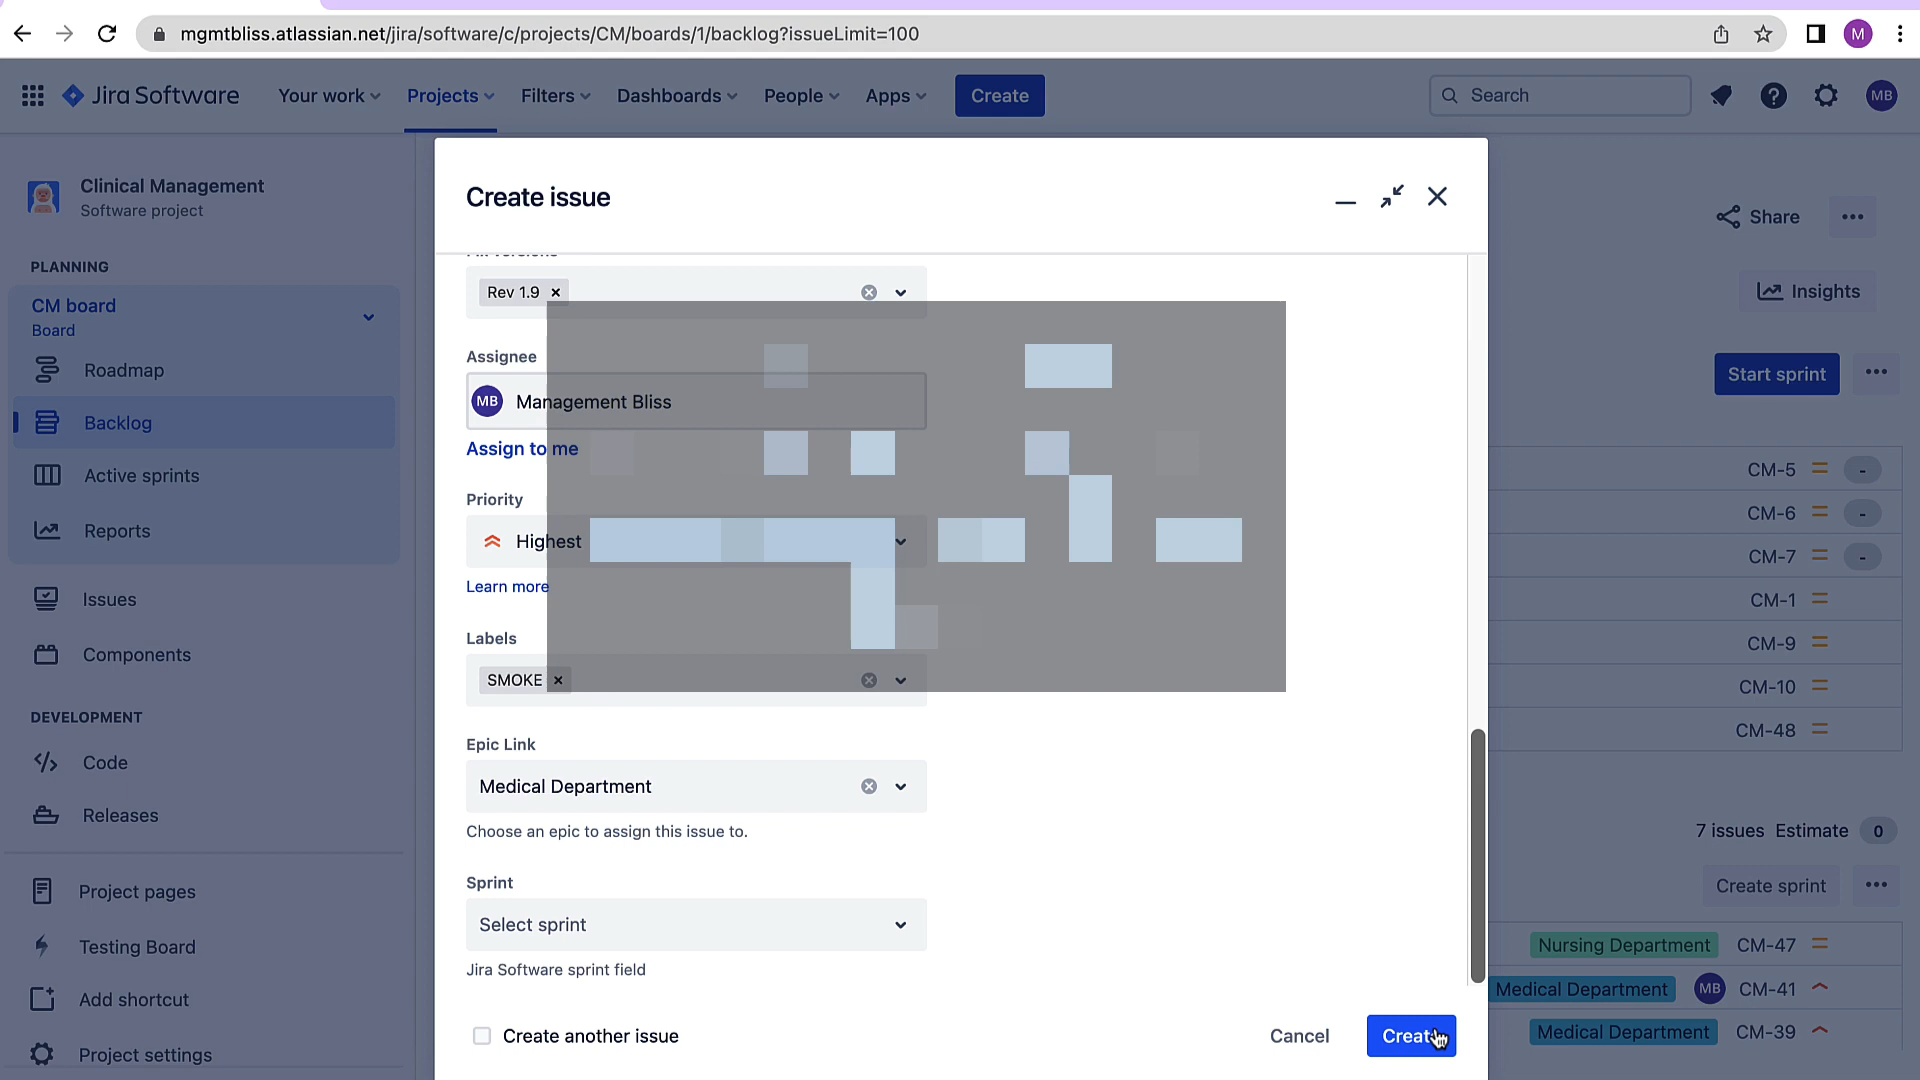 mgmtbliss.atlassian.net/jira/software/c/projects/CM/boards/1/backlog?issueLimit=100
M
Jira Software
Your work
Projects
Filters
Dashboards
People
Apps
Create
Search
MB
Clinical Management
Software project
PLANNING
CM board
Board
Roadmap
Backlog
Active sprints
Reports
Issues
Components
DEVELOPMENT
Code
Releases
Project pages
Testing Board
Add shortcut
Project settings
Create issue
Rev 1.9
Assignee
MB Management Bliss
Assign to me
Priority
Highest
Learn more
Labels
SMOKE
Epic Link
Medical Department
Choose an epic to assign this issue to.
Sprint
Select sprint
Jira Software sprint field
Create another issue
Cancel
Create
Share
Insights
Start sprint
CM-5 -
CM-6 -
CM-7 -
CM-1
CM-9
CM-10
CM-48
7 issues Estimate 0
Create sprint
Nursing Department CM-47
Medical Department MB CM-41
Medical Department CM-39